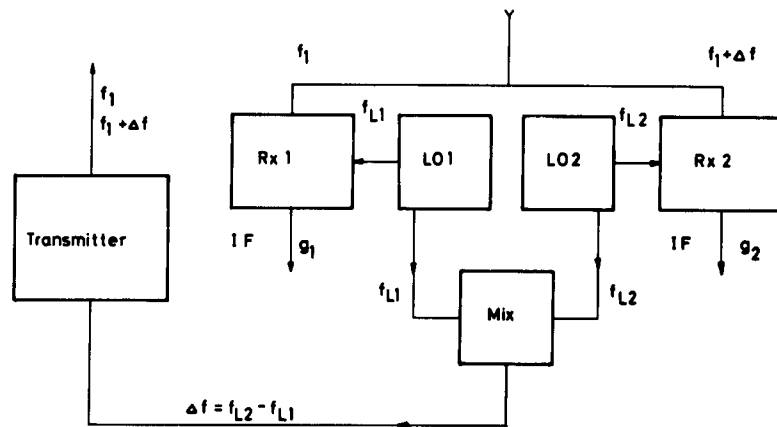 f₁
f₁+Δf
f₁
f₁+Δf
fL1
fL2
Rx 1
LO1
LO2
Rx 2
Transmitter
IF
g₁
IF
g₂
fL1
fL2
Mix
Δf = fL2 - fL1